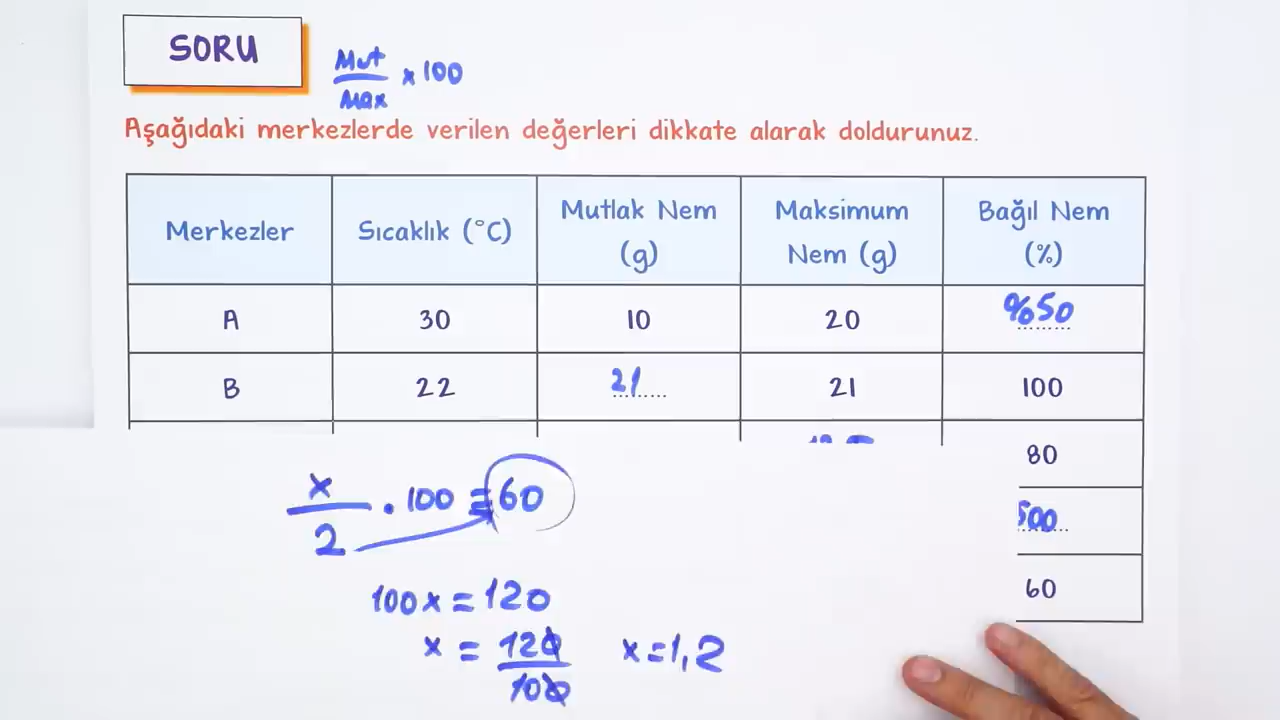 SORU
Mut
Max
× 100
Aşağıdaki merkezlerde verilen değerleri dikkate alarak doldurunuz.
Merkezler Sıcaklık (°C) Mutlak Nem (g) Maksimum Nem (g) Bağıl Nem (%)
A 30 10 20 %50
B 22 21 21 100
80
60
x
2
. 100 = 60
100x = 120
x = 120
100
x=1,2